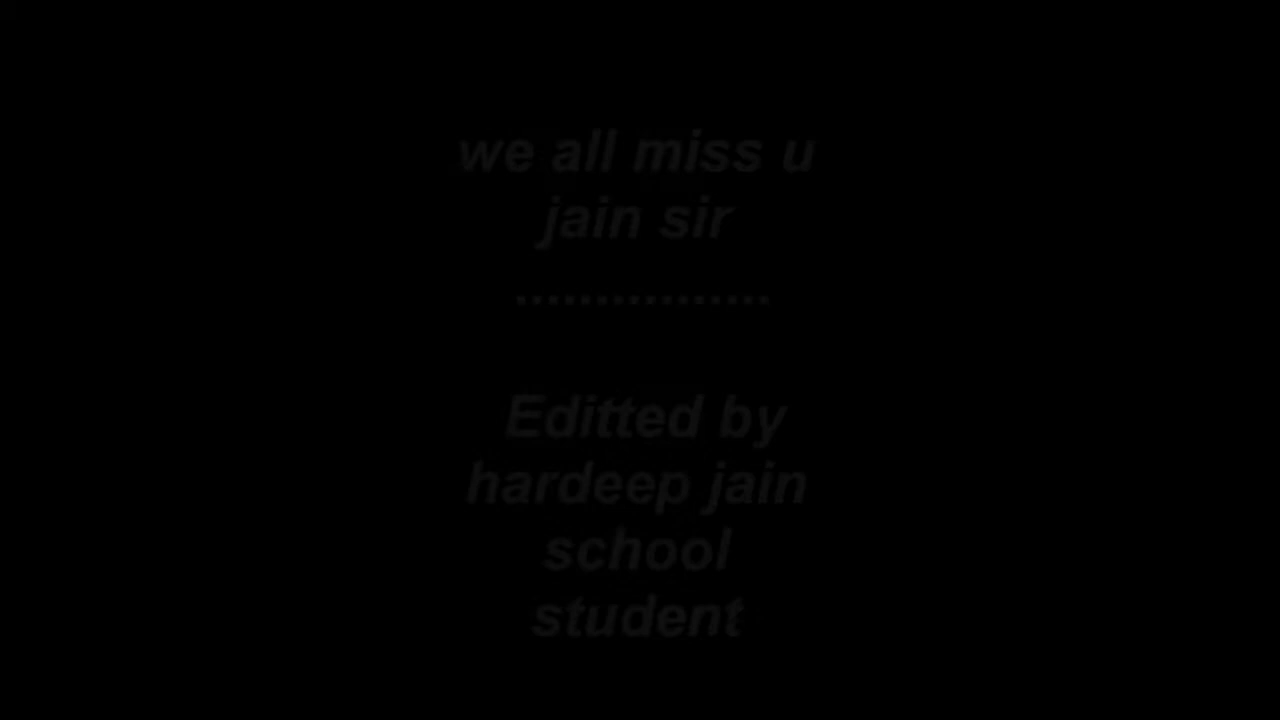 we all miss u
jain sir
................
Editted by
hardeep jain
school
student